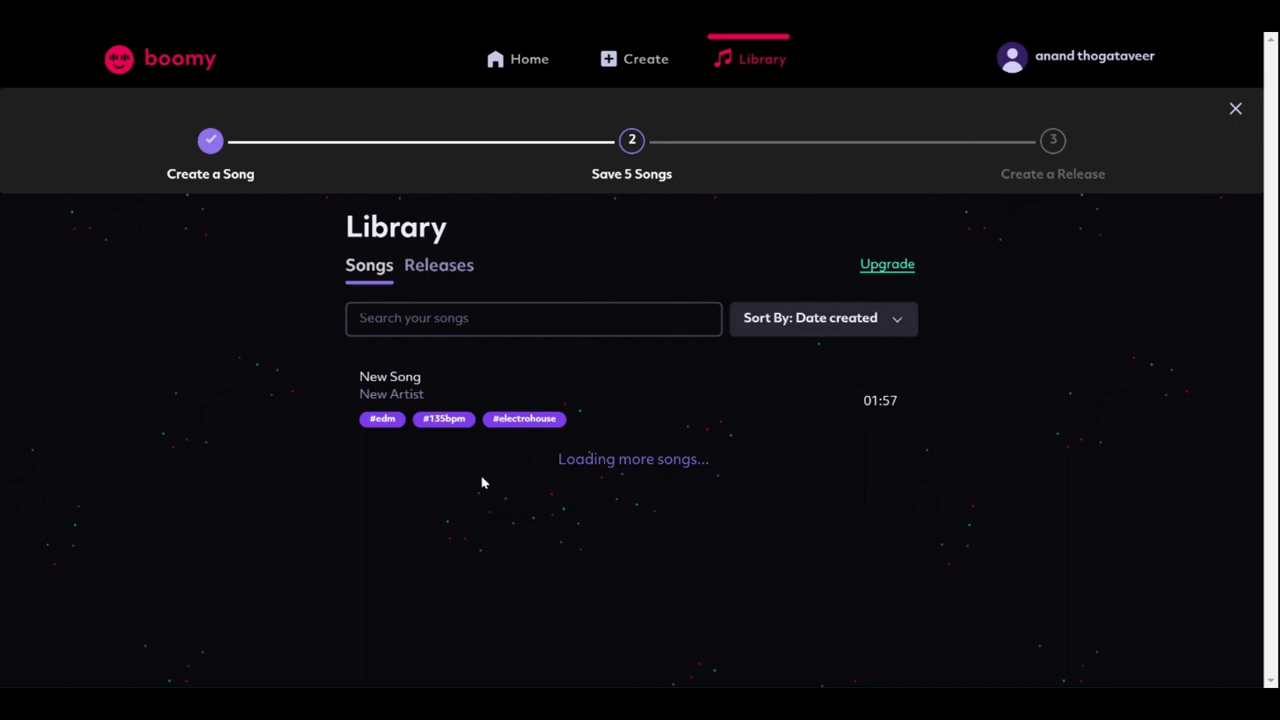 boomy
Home
Create
Library
anand thogataveer
2
3
Create a Song
Save 5 Songs
Create a Release
Library
Songs
Releases
Upgrade
Search your songs
Sort By: Date created
New Song
New Artist
01:57
#edm
#135bpm
#electrohouse
Loading more songs...